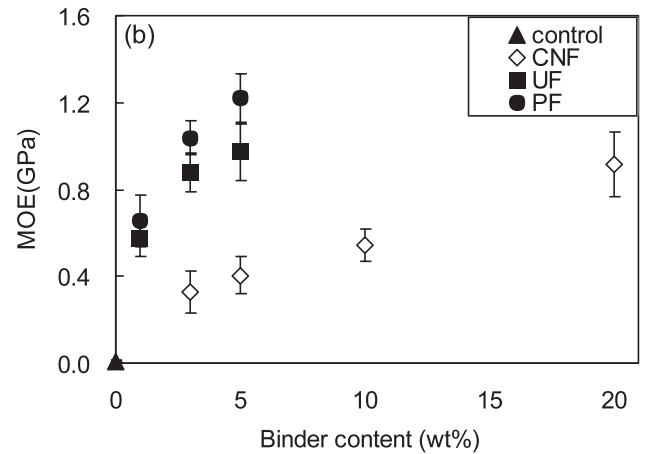 (b)
control
CNF
UF
PF
MOE(GPa)
1.6
1.2
0.8
0.4
0.0
0 5 10 15 20
Binder content (wt%)